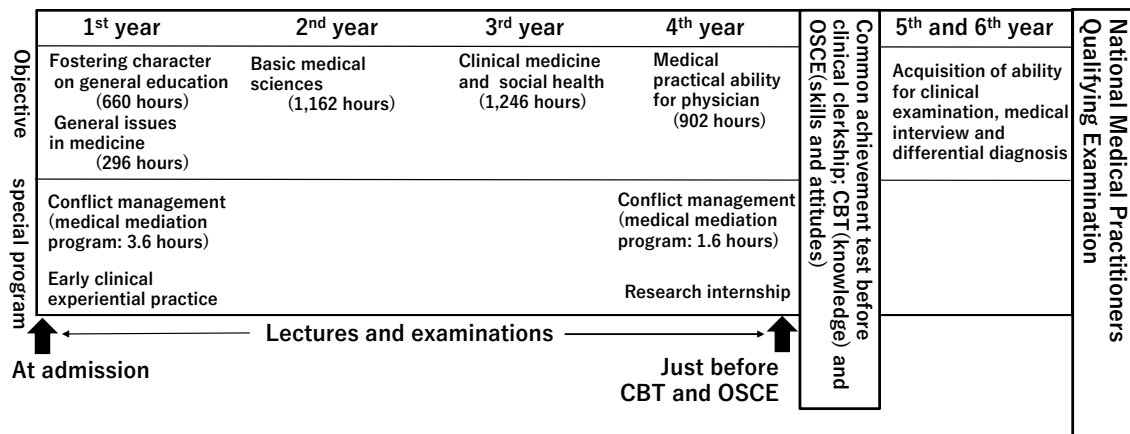 1st year
2nd year
3rd year
4th year
5th and 6th year
Objective
Fostering character
on general education
(660 hours)
General issues
in medicine
(296 hours)
Basic medical
sciences
(1,162 hours)
Clinical medicine
and social health
(1,246 hours)
Medical
practical ability
for physician
(902 hours)
Common achievement test before
clinical clerkship; CBT(knowledge) and
OSCE(skills and attitudes)
Acquisition of ability
for clinical
examination, medical
interview and
differential diagnosis
National Medical Practitioners
Qualifying Examination
special program
Conflict management
(medical mediation
program: 3.6 hours)
Early clinical
experiential practice
Conflict management
(medical mediation
program: 1.6 hours)
Research internship
Lectures and examinations
At admission
Just before
CBT and OSCE